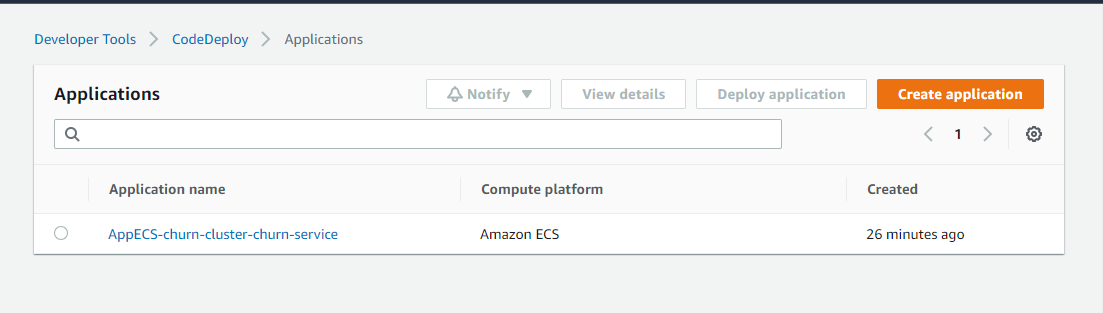 Developer Tools > CodeDeploy > Applications
Applications
Notify View details Deploy application Create application
1
Application name Compute platform Created
AppECS-churn-cluster-churn-service Amazon ECS 26 minutes ago